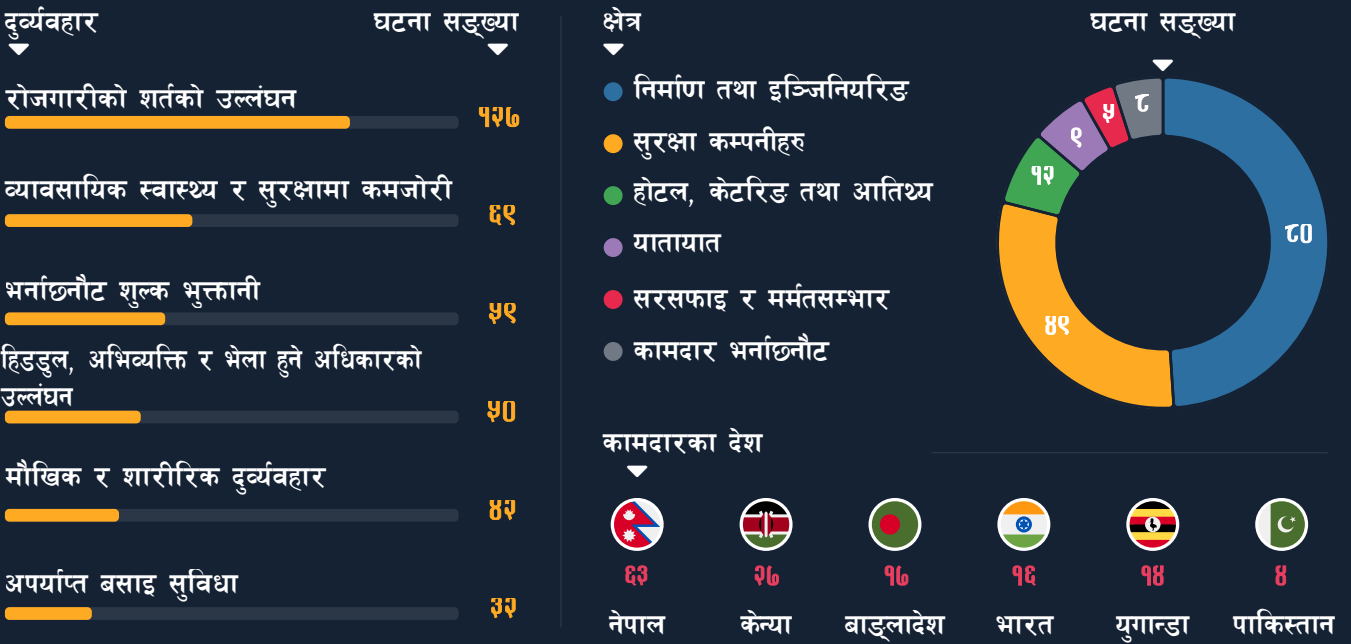 दुर्व्यवहार
घटना सङ्ख्या
रोजगारीको शर्तको उल्लंघन
१२७
व्यावसायिक स्वास्थ्य र सुरक्षामा कमजोरी
६९
भर्नाछनौट शुल्क भुक्तानी
५९
हिडडुल, अभिव्यक्ति र भेला हुने अधिकारको
उल्लंघन
५०
मौखिक र शारीरिक दुर्व्यवहार
४२
अपर्याप्त बसाइ सुविधा
३२
क्षेत्र
निर्माण तथा इञ्जिनियरिङ
सुरक्षा कम्पनीहरु
होटल, केटरिङ तथा आतिथ्य
यातायात
सरसफाइ र मर्मतसम्भार
कामदार भर्नाछनौट
घटना सङ्ख्या
८
५
९
१२
४९
८०
कामदारका देश
६३ २७ १७ १६ १४ ४
नेपाल केन्या बाङ्लादेश भारत युगान्डा पाकिस्तान